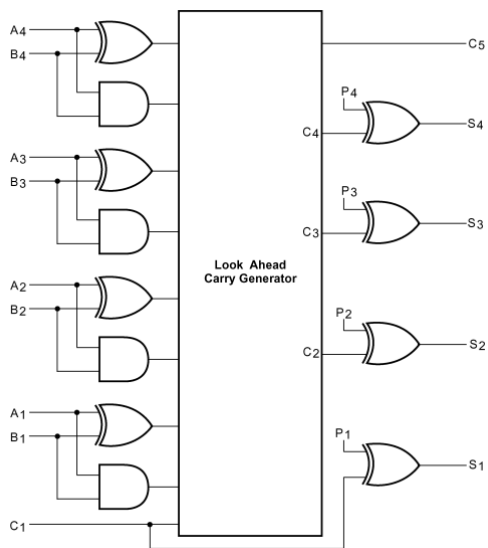 A4
B4
A3
B3
A2
B2
A1
B1
C1
Look Ahead
Carry Generator
C5
P4
C4
S4
P3
C3
S3
P2
C2
S2
P1
S1